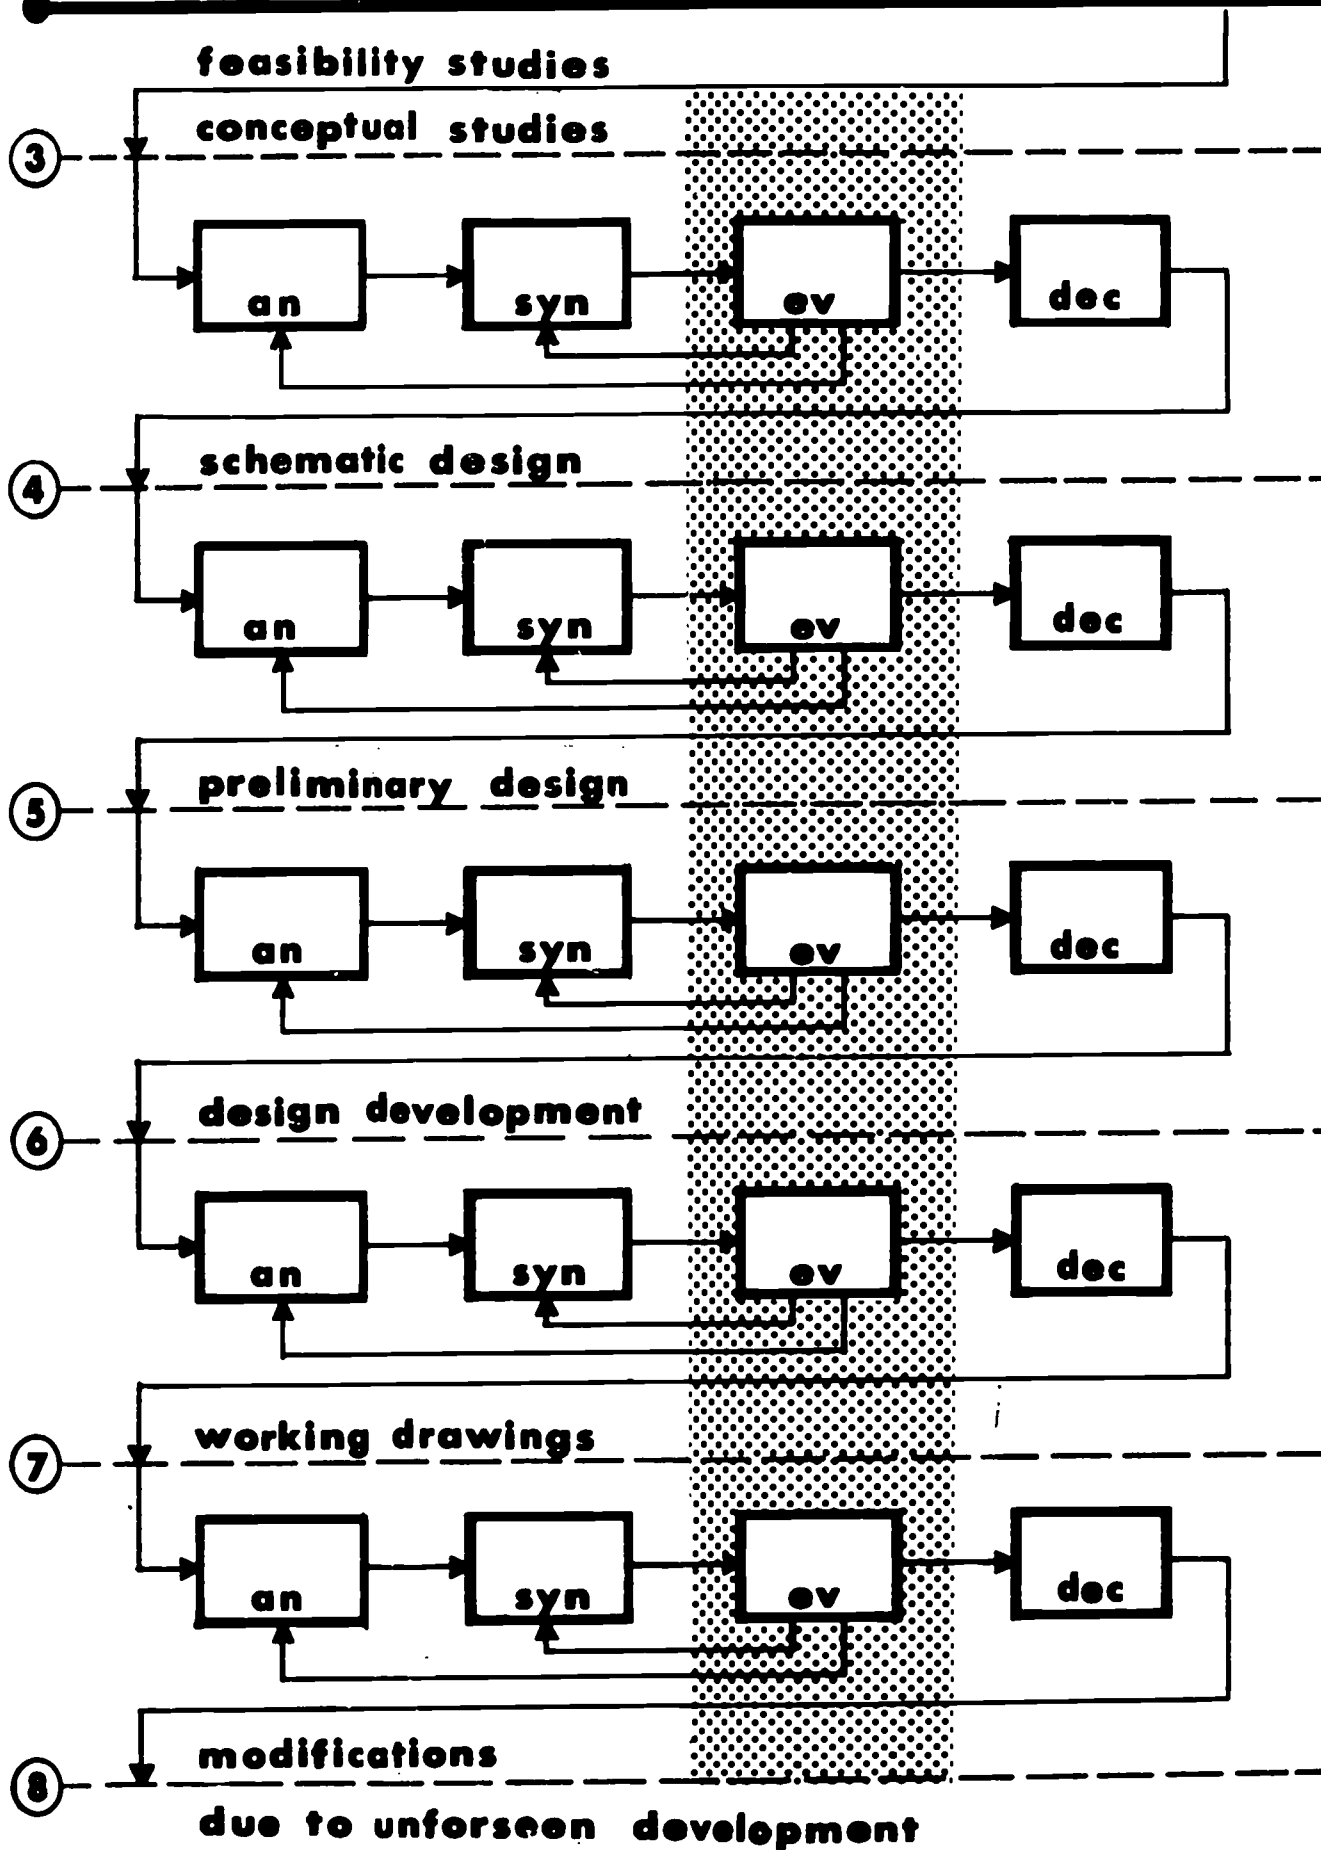 feasibility studies
conceptual studies
3
an syn ev dec
schematic design
4
an syn ev dec
preliminary design
5
an syn ev dec
design development
6
an syn ev dec
working drawings
7
an syn ev dec
modifications
8
due to unforseen development